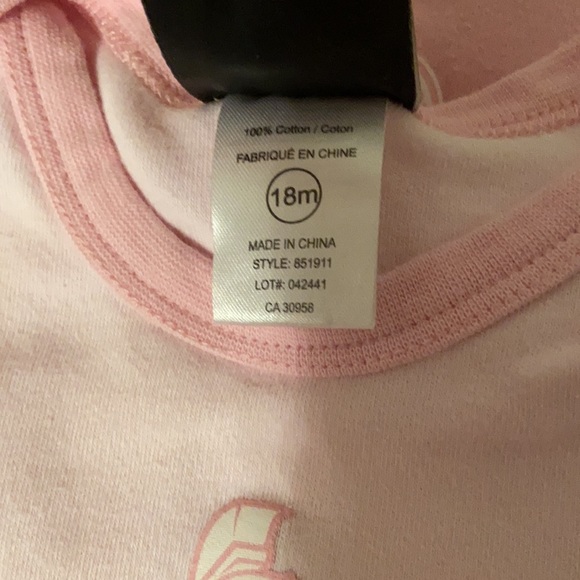 100% Cotton / Coton
FABRIQUÉ EN CHINE
18m
MADE IN CHINA
STYLE: 851911
LOT#: 042441
CA 30958